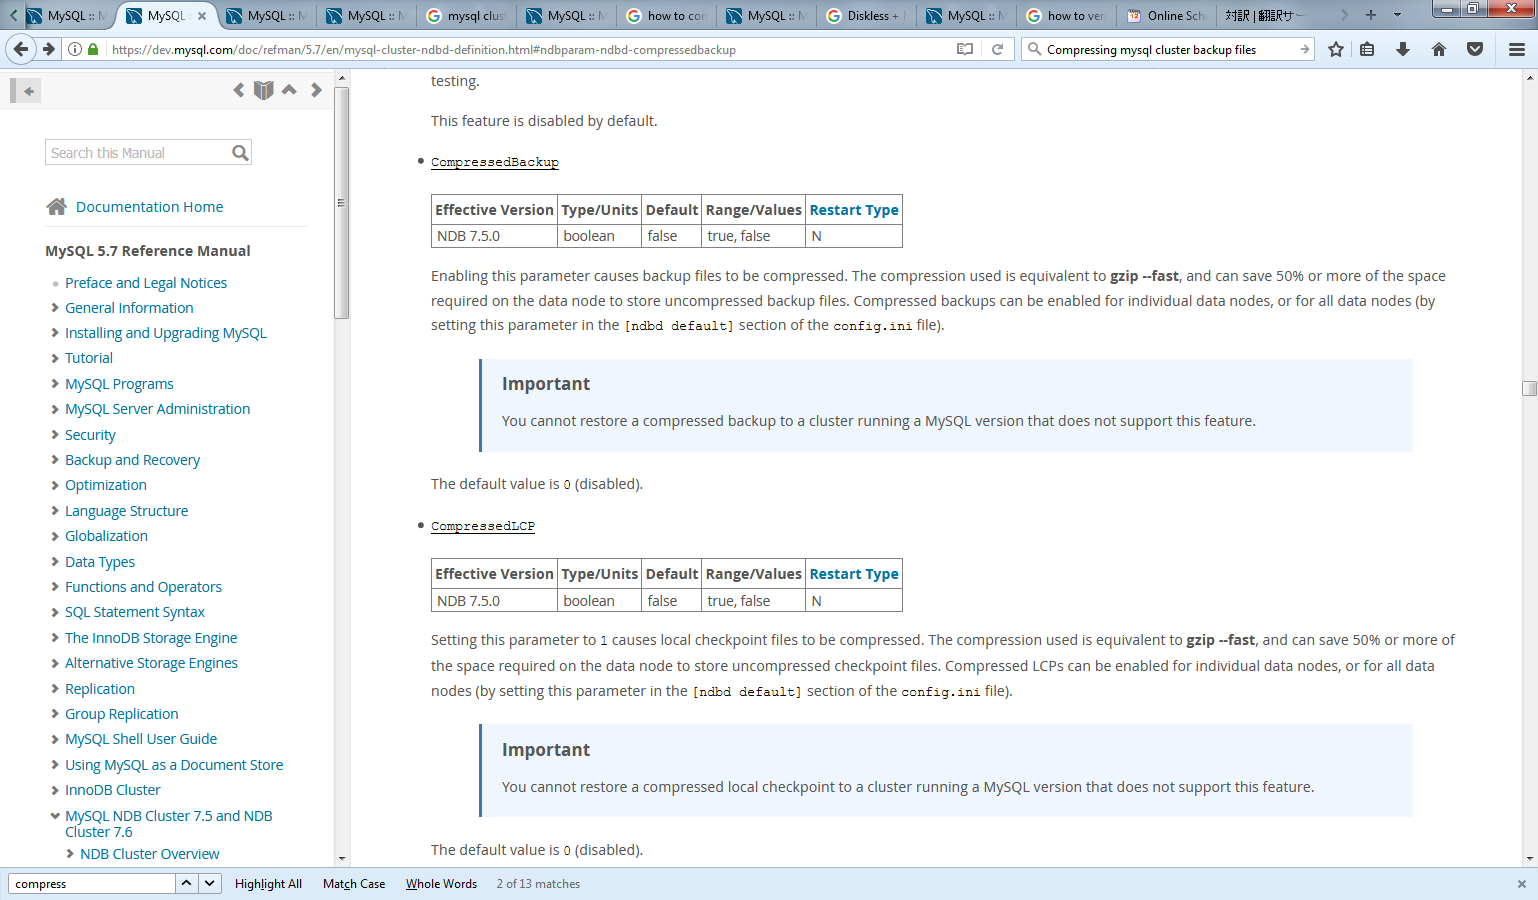 MySQL :: M
MySQL :
MySQL :: M
MySQL :: M
mysql clus
MySQL :: M
how to con
MySQL :: M
Diskless +
MySQL :: M
how to veri
Online Sch
対訳 | 翻訳サー
https://dev.mysql.com/doc/refman/5.7/en/mysql-cluster-ndbd-definition.html#ndbparam-ndbd-compressedbackup
Compressing mysql cluster backup files
Search this Manual
Documentation Home
MySQL 5.7 Reference Manual
Preface and Legal Notices
General Information
Installing and Upgrading MySQL
Tutorial
MySQL Programs
MySQL Server Administration
Security
Backup and Recovery
Optimization
Language Structure
Globalization
Data Types
Functions and Operators
SQL Statement Syntax
The InnoDB Storage Engine
Alternative Storage Engines
Replication
Group Replication
MySQL Shell User Guide
Using MySQL as a Document Store
InnoDB Cluster
MySQL NDB Cluster 7.5 and NDB
Cluster 7.6
NDB Cluster Overview
testing.
This feature is disabled by default.
• CompressedBackup
Effective Version Type/Units Default Range/Values Restart Type
NDB 7.5.0 boolean false true, false N
Enabling this parameter causes backup files to be compressed. The compression used is equivalent to gzip --fast, and can save 50% or more of the space
required on the data node to store uncompressed backup files. Compressed backups can be enabled for individual data nodes, or for all data nodes (by
setting this parameter in the [ndbd default] section of the config.ini file).
Important
You cannot restore a compressed backup to a cluster running a MySQL version that does not support this feature.
The default value is 0 (disabled).
• CompressedLCP
Effective Version Type/Units Default Range/Values Restart Type
NDB 7.5.0 boolean false true, false N
Setting this parameter to 1 causes local checkpoint files to be compressed. The compression used is equivalent to gzip --fast, and can save 50% or more of
the space required on the data node to store uncompressed checkpoint files. Compressed LCPs can be enabled for individual data nodes, or for all data
nodes (by setting this parameter in the [ndbd default] section of the config.ini file).
Important
You cannot restore a compressed local checkpoint to a cluster running a MySQL version that does not support this feature.
The default value is 0 (disabled).
compress
Highlight All Match Case Whole Words 2 of 13 matches